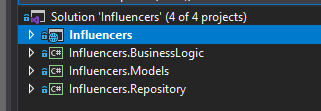 Solution 'Influencers' (4 of 4 projects)
Influencers
C# Influencers.BusinessLogic
C# Influencers.Models
C# Influencers.Repository